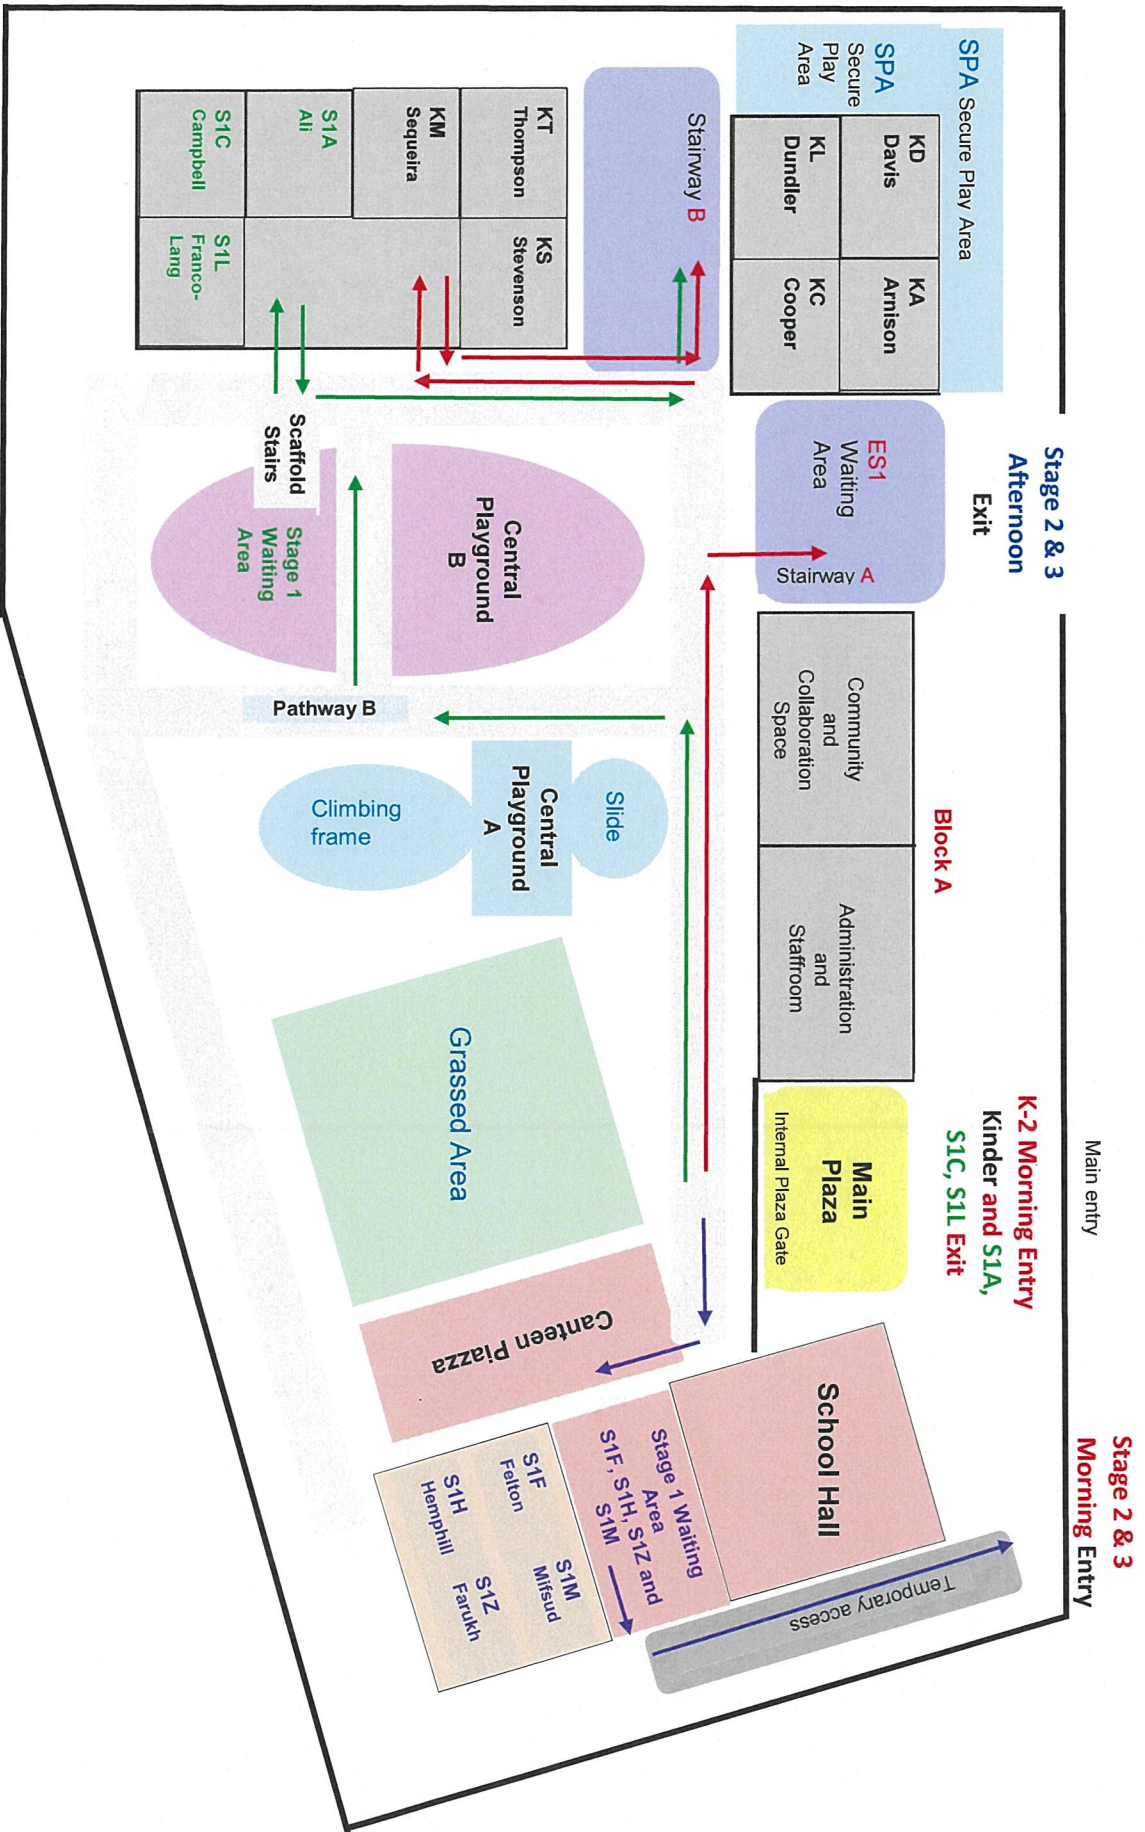 SPA Secure Play Area
SPA
Secure
Play
Area
KD
Davis
KA
Arnison
KL
Dundler
KC
Cooper
Stairway B
KT
Thompson
KS
Stevenson
KM
Sequeira
S1A
Ali
S1C
Campbell
S1L
Franco-
Lang
Stage 2 & 3
Afternoon
Exit
ES1
Waiting
Area
Stairway A
Scaffold
Stairs
Central
Playground
B
Stage 1
Waiting
Area
Pathway B
Block A
Community
and
Collaboration
Space
Administration
and
Staffroom
Slide
Central
Playground
A
Climbing
frame
Grassed Area
Main entry
K-2 Morning Entry
Kinder and S1A,
S1C, S1L Exit
Main
Plaza
Internal Plaza Gate
Canteen Piazza
Stage 2 & 3
Morning Entry
School Hall
Temporary access
Stage 1 Waiting
Area
S1F, S1H, S1Z and
S1M
S1F
Felton
S1M
Mifsud
S1H
Hemphill
S1Z
Farukh